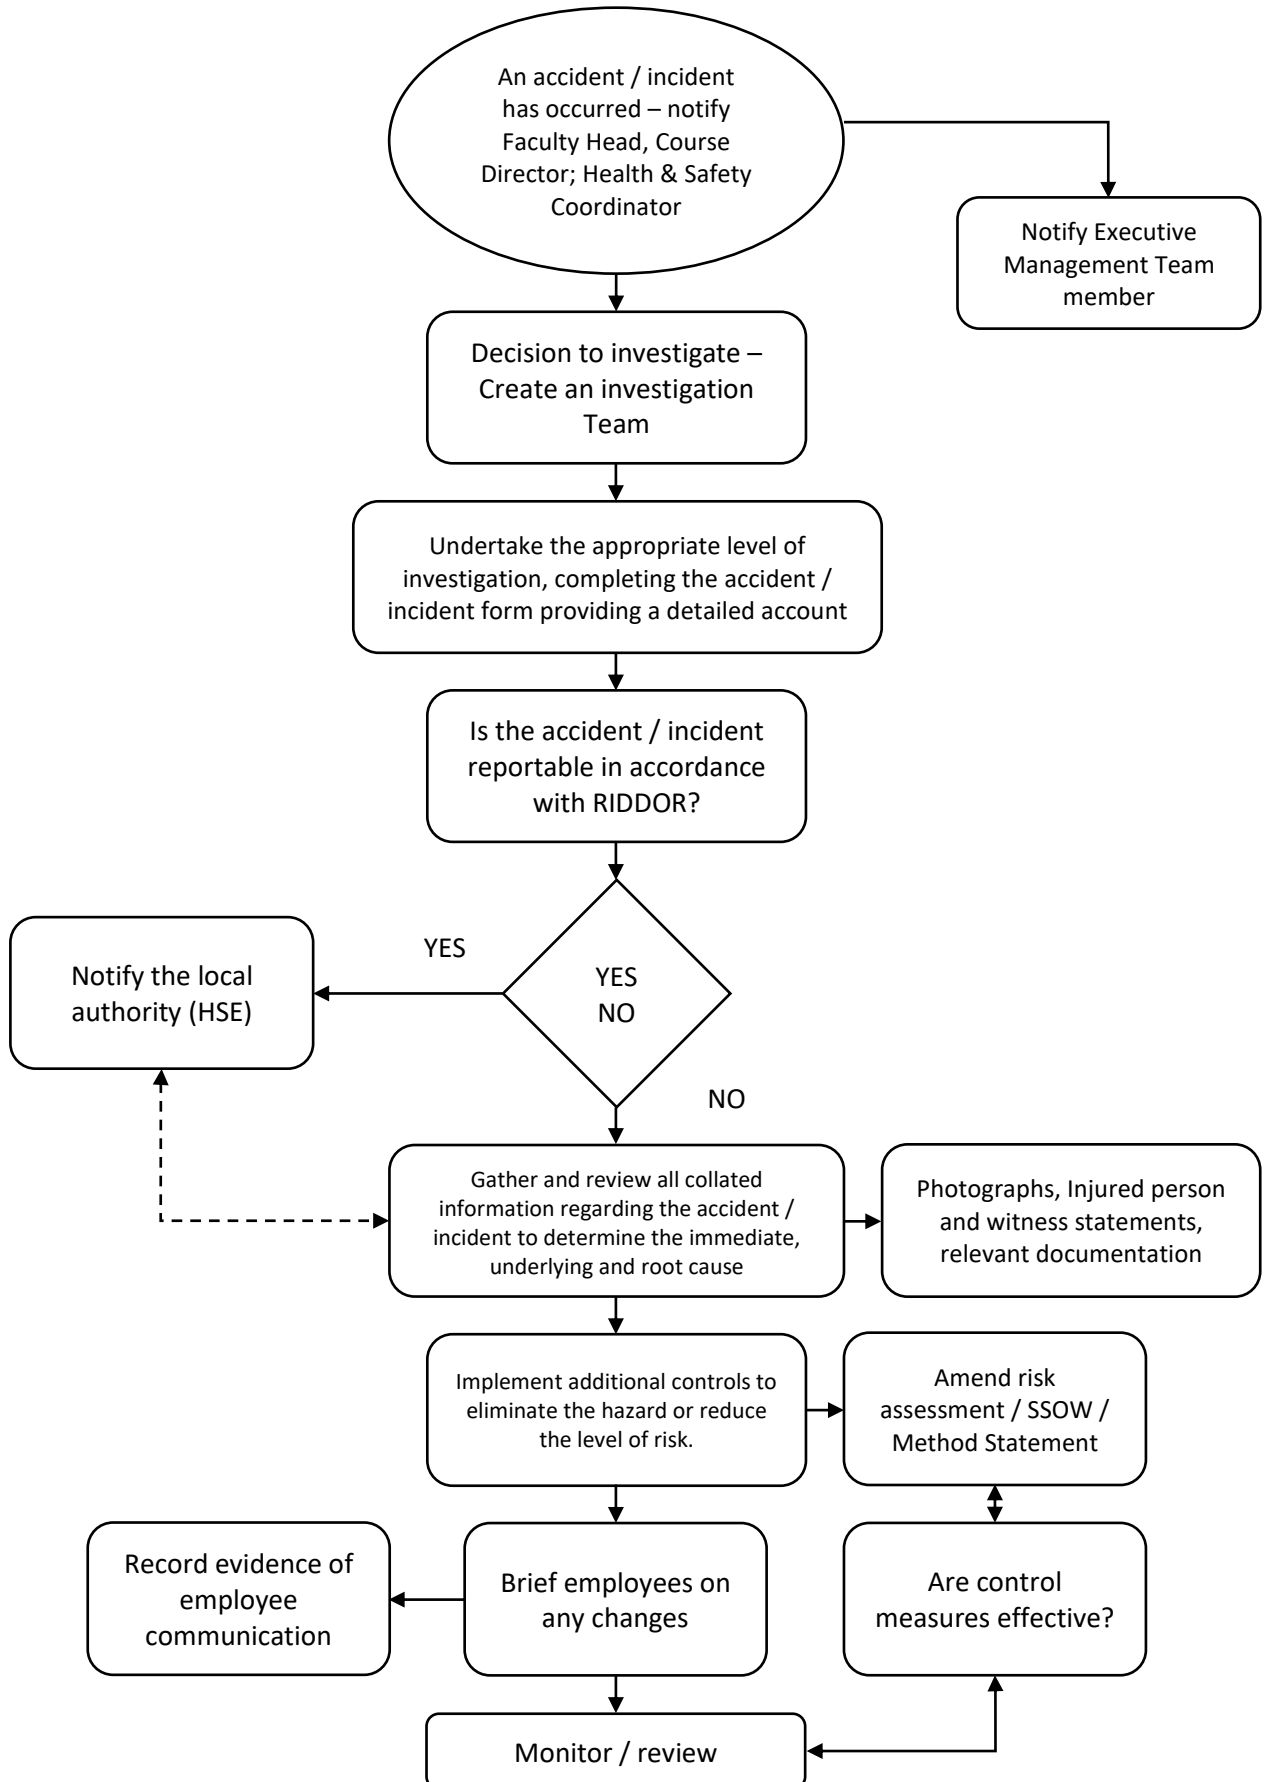 An accident / incident
has occurred – notify
Faculty Head, Course
Director; Health & Safety
Coordinator
Notify Executive
Management Team
member
Decision to investigate –
Create an investigation
Team
Undertake the appropriate level of
investigation, completing the accident /
incident form providing a detailed account
Is the accident / incident
reportable in accordance
with RIDDOR?
YES
Notify the local
authority (HSE)
YES
NO
NO
Gather and review all collated
information regarding the accident /
incident to determine the immediate,
underlying and root cause
Photographs, Injured person
and witness statements,
relevant documentation
Implement additional controls to
eliminate the hazard or reduce
the level of risk.
Amend risk
assessment / SSOW /
Method Statement
Record evidence of
employee
communication
Brief employees on
any changes
Are control
measures effective?
Monitor / review